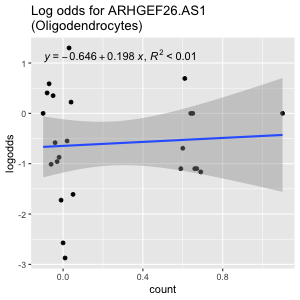 Log odds for ARHGEF26.AS1
(Oligodendrocytes)
y = −0.646 + 0.198 x, R² < 0.01
1
0
-1
-2
-3
logodds
0.0 0.4 0.8
count